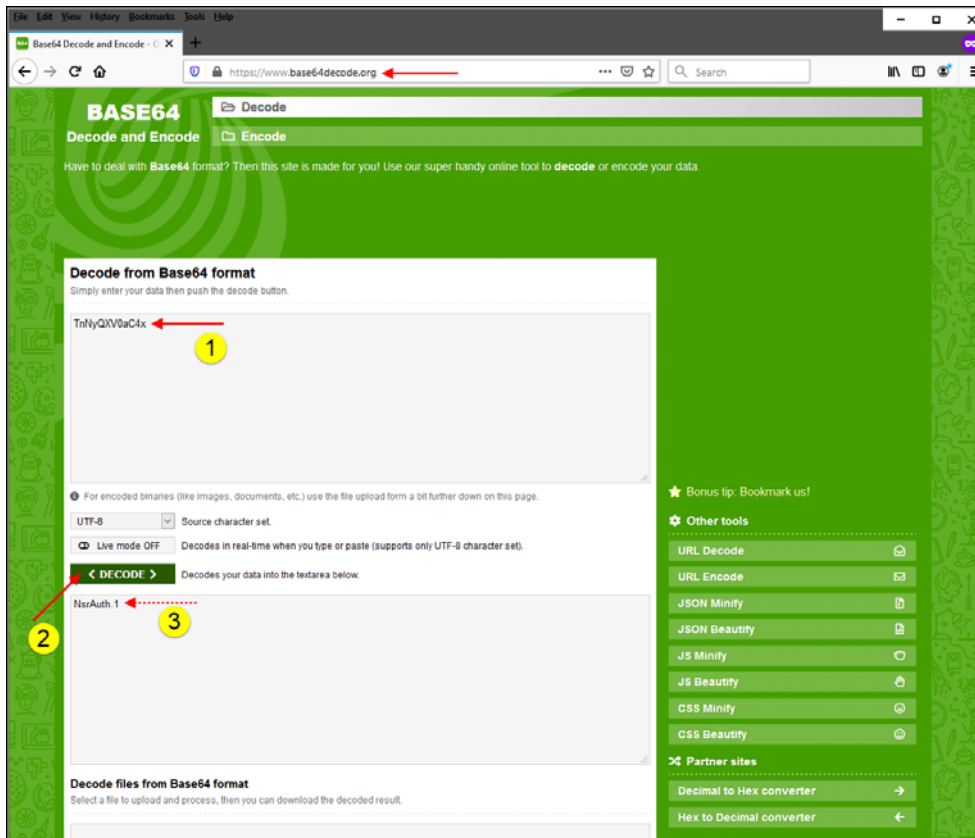 File Edit View History Bookmarks Tools Help
Base64 Decode and Encode - O
https://www.base64decode.org
Search
BASE64
Decode and Encode
Decode
Encode
Have to deal with Base64 format? Then this site is made for you! Use our super handy online tool to decode or encode your data.
Decode from Base64 format
Simply enter your data then push the decode button.
TnNyQXV0aC4x
1
For encoded binaries (like images, documents, etc.) use the file upload form a bit further down on this page.
UTF-8 Source character set.
Live mode OFF Decodes in real-time when you type or paste (supports only UTF-8 character set).
< DECODE > Decodes your data into the textarea below.
2
NsrAuth.1
3
Decode files from Base64 format
Select a file to upload and process, then you can download the decoded result.
Bonus tip: Bookmark us!
Other tools
URL Decode
URL Encode
JSON Minify
JSON Beautify
JS Minify
JS Beautify
CSS Minify
CSS Beautify
Partner sites
Decimal to Hex converter
Hex to Decimal converter